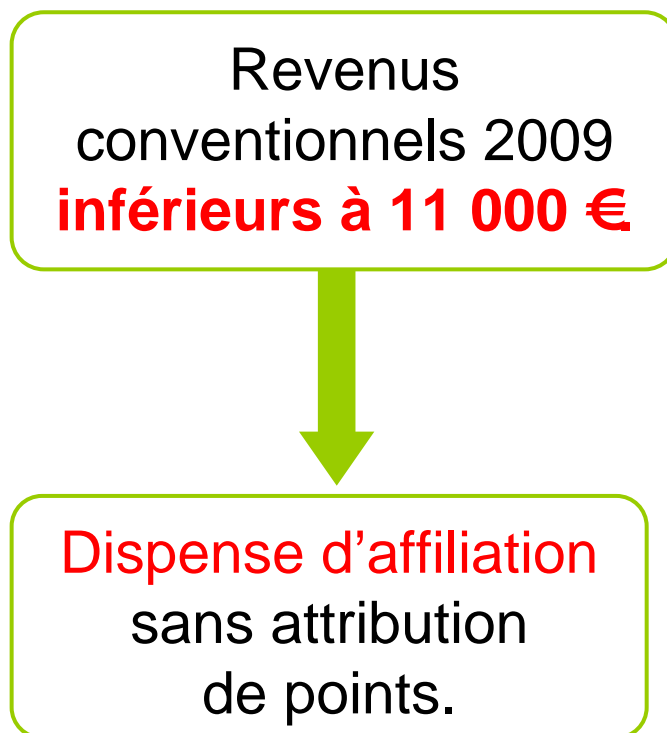 Revenus
conventionnels 2009
inférieurs à 11 000 €
Dispense d’affiliation
sans attribution
de points.